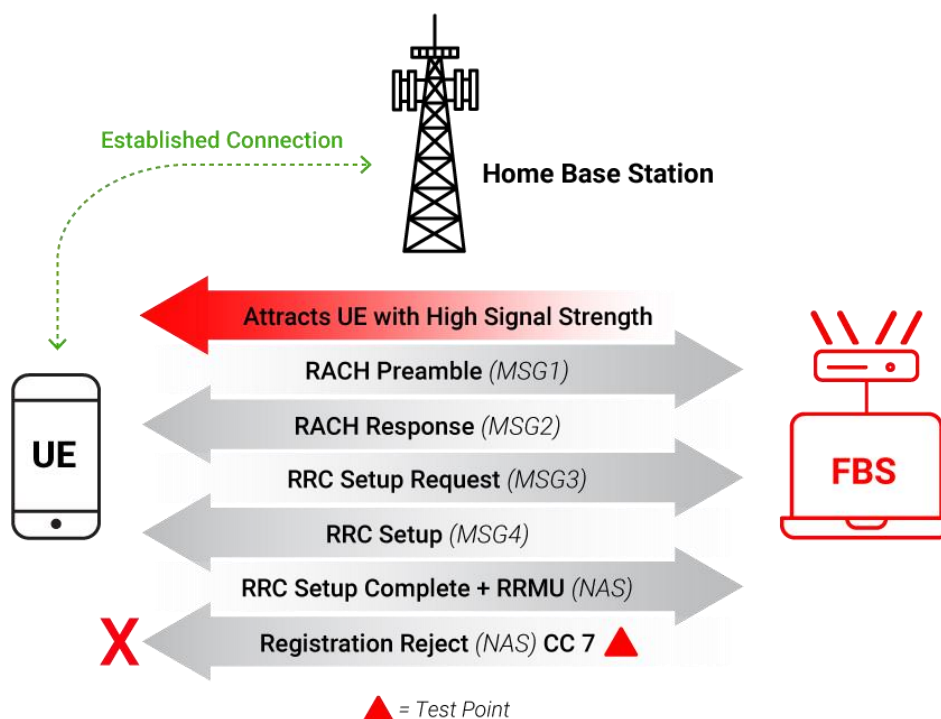 Established Connection
Home Base Station
Attracts UE with High Signal Strength
RACH Preamble (MSG1)
RACH Response (MSG2)
UE
FBS
RRC Setup Request (MSG3)
RRC Setup (MSG4)
RRC Setup Complete + RRMU (NAS)
X
Registration Reject (NAS) CC 7
= Test Point